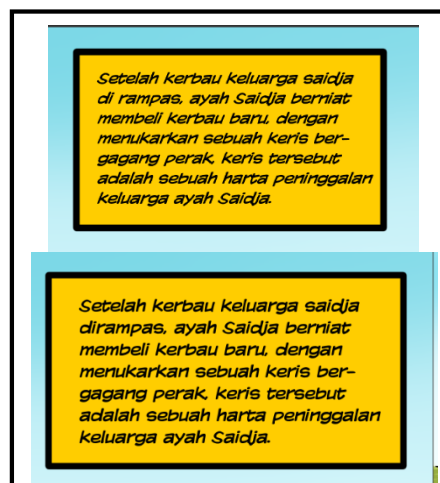 Setelah kerbau keluarga saidja
di rampas, ayah Saidja berniat
membeli kerbau baru, dengan
menukarkan sebuah keris ber-
gagang perak, keris tersebut
adalah sebuah harta peninggalan
keluarga ayah Saidja.
Setelah kerbau keluarga saidja
dirampas, ayah Saidja berniat
membeli kerbau baru, dengan
menukarkan sebuah keris ber-
gagang perak, keris tersebut
adalah sebuah harta peninggalan
keluarga ayah Saidja.